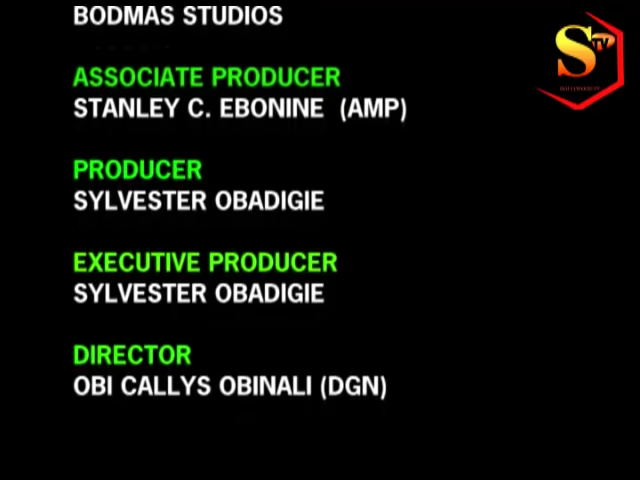 BODMAS STUDIOS
ASSOCIATE PRODUCER
STANLEY C. EBONINE (AMP)
PRODUCER
SYLVESTER OBADIGIE
EXECUTIVE PRODUCER
SYLVESTER OBADIGIE
DIRECTOR
OBI CALLYS OBINALI (DGN)
S TV